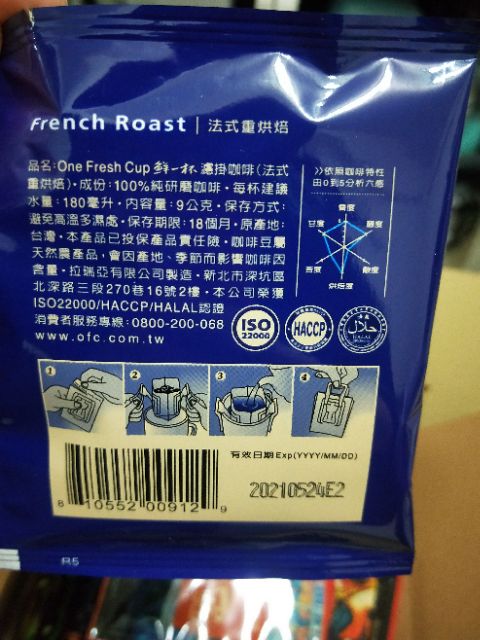 French Roast | 法式重烘焙
品名:One Fresh Cup 鮮一杯 濾掛咖啡(法式
重烘焙)・成份:100%純研磨咖啡・每杯建議
水量:180毫升・內容量:9公克・保存方式:
避免高溫多濕處・保存期限:18個月・原產地:
台灣・本產品已投保產品責任險・咖啡豆屬
天然農產品,會因產地、季節而影響咖啡因
含量・拉瑞亞有限公司製造・新北市深坑區
北深路三段270巷16號2樓・本公司榮獲
ISO22000/HACCP/HALAL認證
消費者服務專線:0800-200-068
www.ofc.com.tw
>>依照咖啡特性
由0到5分析六感
香度
甘度
醇度
苦度
酸度
烘焙度
ISO
22000
HACCP
حلال
HALAL
1
2
3
4
有效日期Exp(YYYY/MM/DD)
20210524E2
8 10552 00912 9
R5